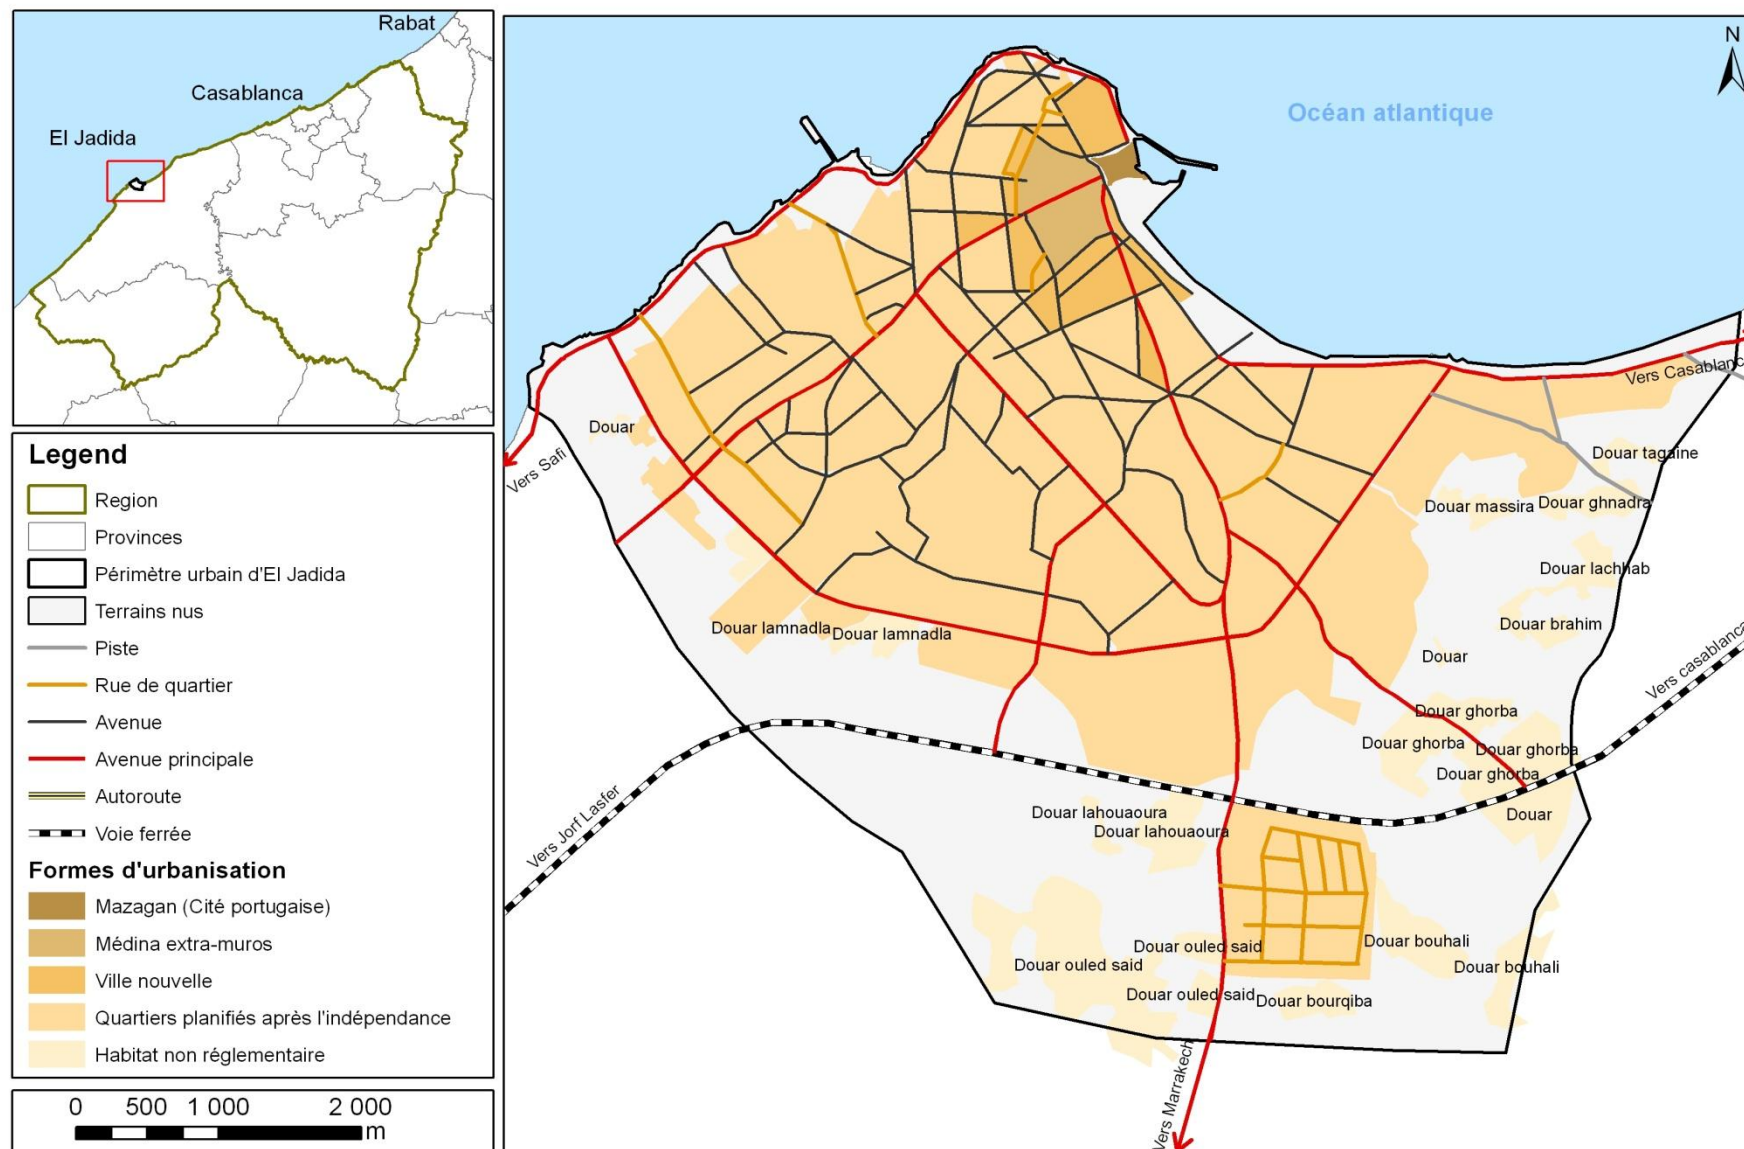 Rabat
Casablanca
El Jadida
Legend
Region
Provinces
Périmètre urbain d'El Jadida
Terrains nus
Piste
Rue de quartier
Avenue
Avenue principale
Autoroute
Voie ferrée
Formes d'urbanisation
Mazagan (Cité portugaise)
Médina extra-muros
Ville nouvelle
Quartiers planifiés après l'indépendance
Habitat non réglementaire
0 500 1 000 2 000
m
N
Océan atlantique
Vers Casablanc
Douar
Vers Safi
Douar tagaine
Douar massira
Douar ghnadra
Douar lachhab
Douar brahim
Douar lamnadla
Douar lamnadla
Douar
Vers casablanca
Douar ghorba
Douar ghorba
Douar ghorba
Douar ghorba
Douar
Vers Jorf Lasfer
Douar lahouaoura
Douar lahouaoura
Douar ouled said
Douar ouled said
Douar bouhali
Douar bouhali
Douar ouled said
Douar bourqiba
Vers Marrakech